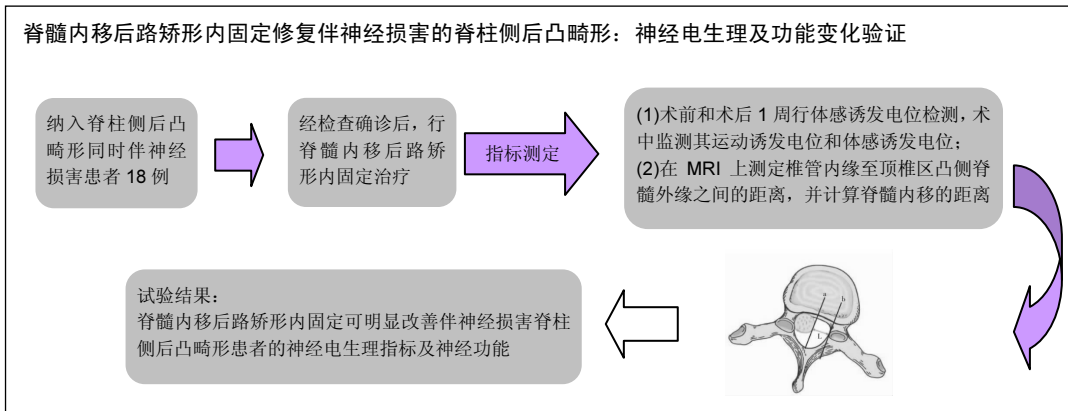 脊髓内移后路矫形内固定修复伴神经损害的脊柱侧后凸畸形：神经电生理及功能变化验证
纳入脊柱侧后凸
畸形同时伴神经
损害患者 18 例
经检查确诊后，行
脊髓内移后路矫
形内固定治疗
指标测定
(1)术前和术后 1 周行体感诱发电位检测，术
中监测其运动诱发电位和体感诱发电位；
(2)在 MRI 上测定椎管内缘至顶椎区凸侧脊
髓外缘之间的距离，并计算脊髓内移的距离
a b
L
试验结果：
脊髓内移后路矫形内固定可明显改善伴神经损害脊柱
侧后凸畸形患者的神经电生理指标及神经功能